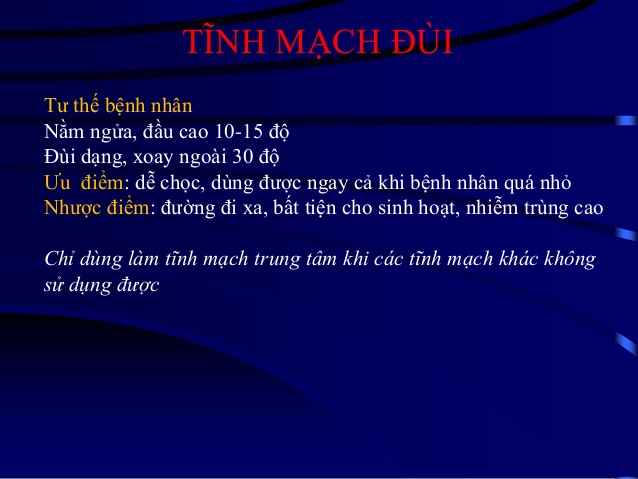 TĨNH MẠCH ĐÙI
Tư thế bệnh nhân
Nằm ngửa, đầu cao 10-15 độ
Đùi dạng, xoay ngoài 30 độ
Ưu điểm: dễ chọc, dùng được ngay cả khi bệnh nhân quá nhỏ
Nhược điểm: đường đi xa, bất tiện cho sinh hoạt, nhiễm trùng cao
Chỉ dùng làm tĩnh mạch trung tâm khi các tĩnh mạch khác không
sử dụng được